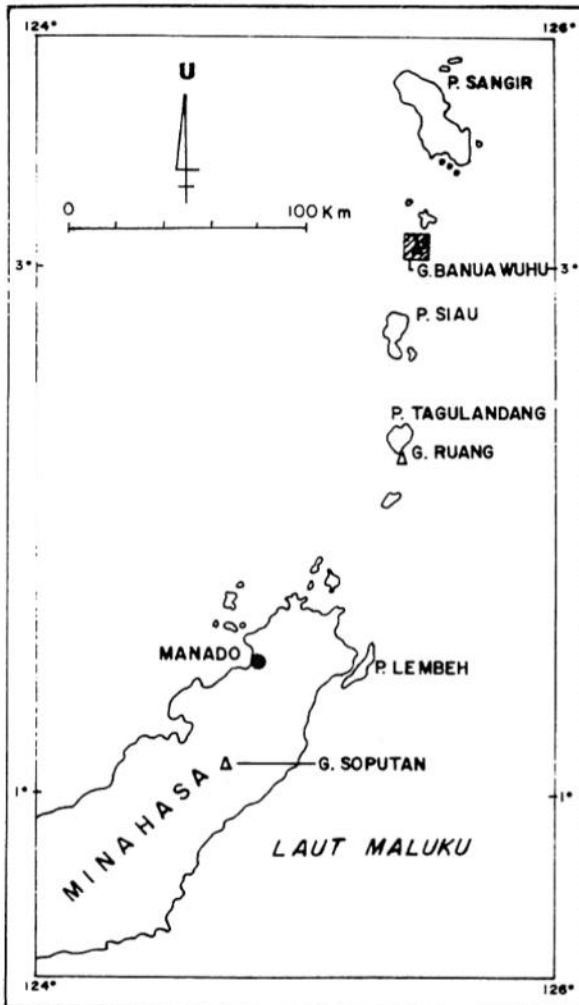 124°
126°
P. SANGIR
U
0
100 Km
3°
3°
G. BANUA WUHU
P. SIAU
P. TAGULANDANG
G. RUANG
MANADO
P. LEMBEH
G. SOPUTAN
1°
1°
MINAHASA
LAUT MALUKU
124°
126°